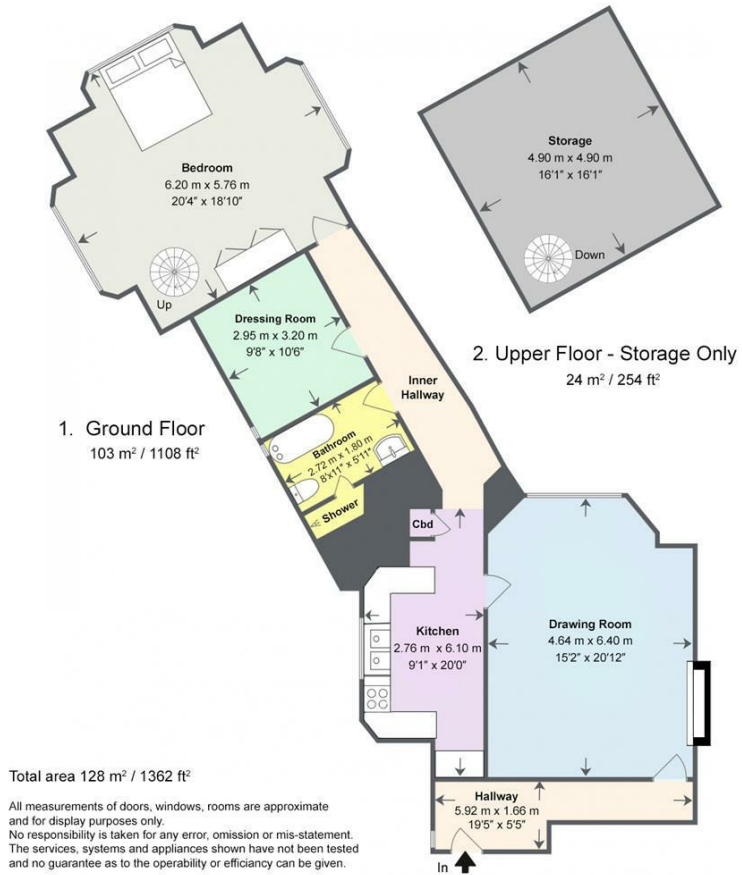 Bedroom
6.20 m x 5.76 m
20'4" x 18'10"
Up
Storage
4.90 m x 4.90 m
16'1" x 16'1"
Down
Dressing Room
2.95 m x 3.20 m
9'8" x 10'6"
2. Upper Floor - Storage Only
24 m² / 254 ft²
Inner
Hallway
1. Ground Floor
103 m² / 1108 ft²
Bathroom
2.72 m x 1.80 m
8'x11" x 5'11"
Shower
Cbd
Kitchen
2.76 m x 6.10 m
9'1" x 20'0"
Drawing Room
4.64 m x 6.40 m
15'2" x 20'12"
Total area 128 m² / 1362 ft²
Hallway
5.92 m x 1.66 m
19'5" x 5'5"
In
All measurements of doors, windows, rooms are approximate
and for display purposes only.
No responsibility is taken for any error, omission or mis-statement.
The services, systems and appliances shown have not been tested
and no guarantee as to the operability or efficiancy can be given.